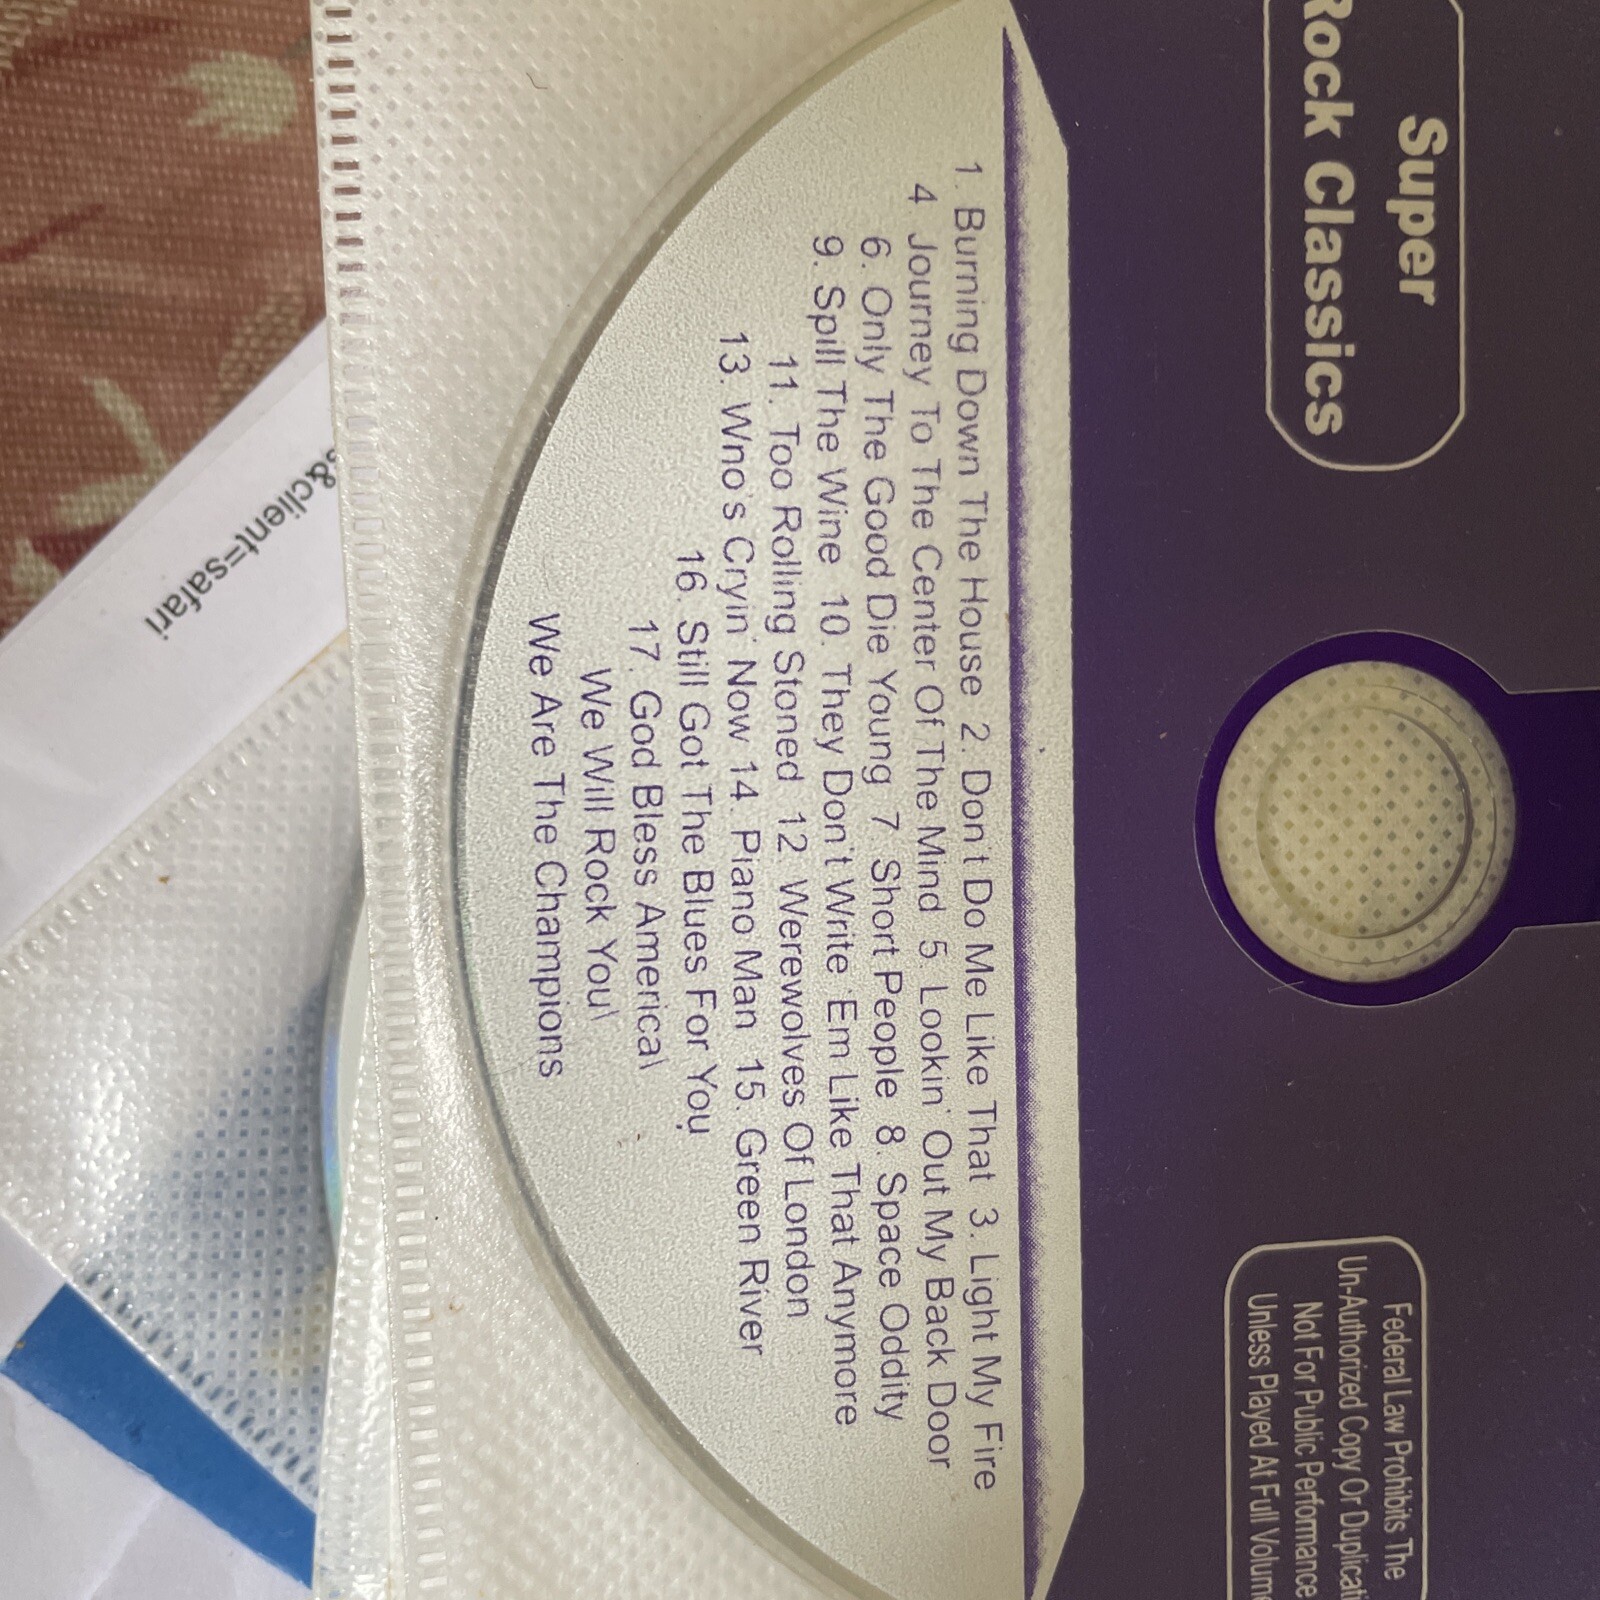 Super
Rock Classics
Federal Law Prohibits The
Un-Authorized Copy Or Duplicati
Not For Public Performance
Unless Played At Full Volume
1. Burning Down The House 2. Don't Do Me Like That 3. Light My Fire
4 Journey To The Center Of The Mind 5. Lookin' Out My Back Door
6. Only The Good Die Young 7 Short People 8. Space Oddity
9. Spill The Wine 10. They Don't Write 'Em Like That Anymore
11. Too Rolling Stoned 12. Werewolves Of London
13. Who's Cryin' Now 14. Piano Man 15. Green River
16. Still Got The Blues For You
17. God Bless America\
We Will Rock You\
We Are The Champions
s&client=safari